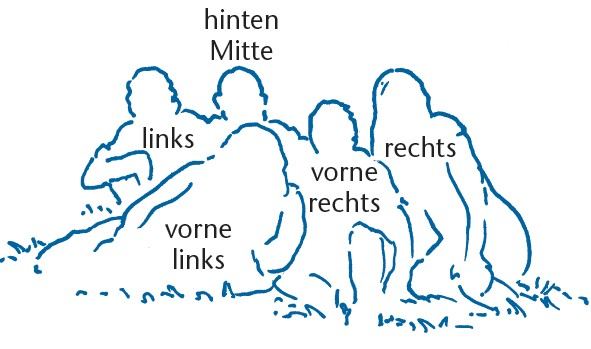 hinten
Mitte
links
rechts
vorne
rechts
vorne
links